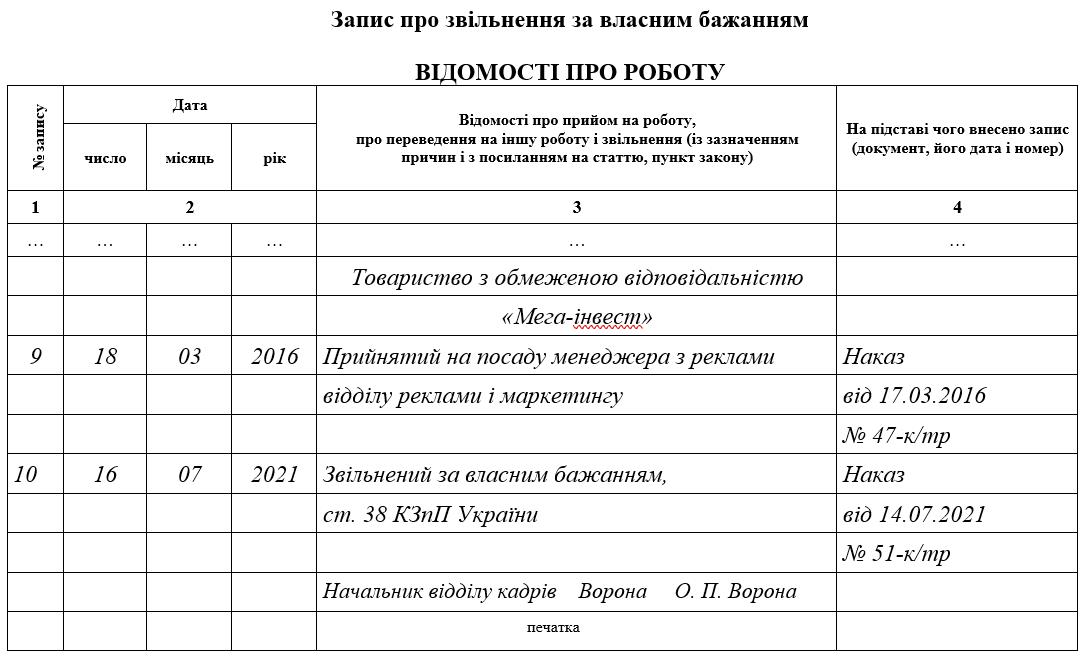 Запис про звільнення за власним бажанням
ВІДОМОСТІ ПРО РОБОТУ
№ запису
Дата
число
місяць
рік
Відомості про прийом на роботу,
про переведення на іншу роботу і звільнення (із зазначенням
причин і з посиланням на статтю, пункт закону)
На підставі чого внесено запис
(документ, його дата і номер)
1 2 3 4
… … … … … …
Товариство з обмеженою відповідальністю
«Мега-інвест»
9 18 03 2016 Прийнятий на посаду менеджера з реклами Наказ
відділу реклами і маркетингу від 17.03.2016
№ 47-к/тр
10 16 07 2021 Звільнений за власним бажанням, Наказ
ст. 38 КЗпП України від 14.07.2021
№ 51-к/тр
Начальник відділу кадрів Ворона О. П. Ворона
печатка